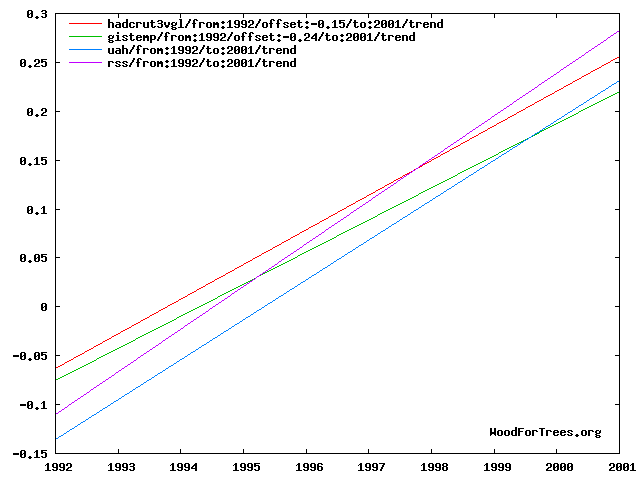 0.3
0.25
0.2
0.15
0.1
0.05
0
-0.05
-0.1
-0.15
hadcrut3vgl/from:1992/offset:-0.15/to:2001/trend
gistemp/from:1992/offset:-0.24/to:2001/trend
uah/from:1992/to:2001/trend
rss/from:1992/to:2001/trend
WoodForTrees.org
1992 1993 1994 1995 1996 1997 1998 1999 2000 2001